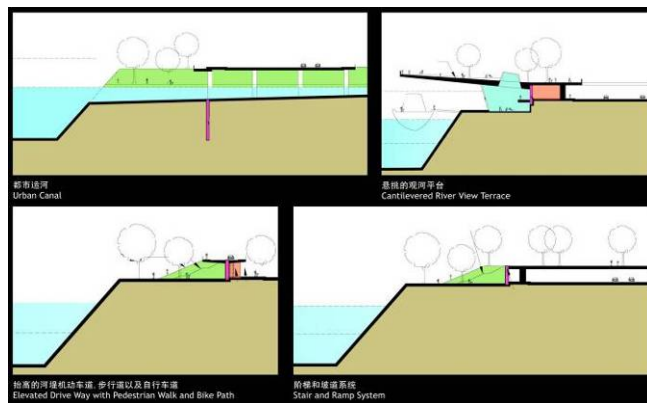 都市运河
Urban Canal
悬挑的观河平台
Cantilevered River View Terrace
抬高的河堤机动车道, 步行道以及自行车道
Elevated Drive Way with Pedestrian Walk and Bike Path
阶梯和坡道系统
Stair and Ramp System